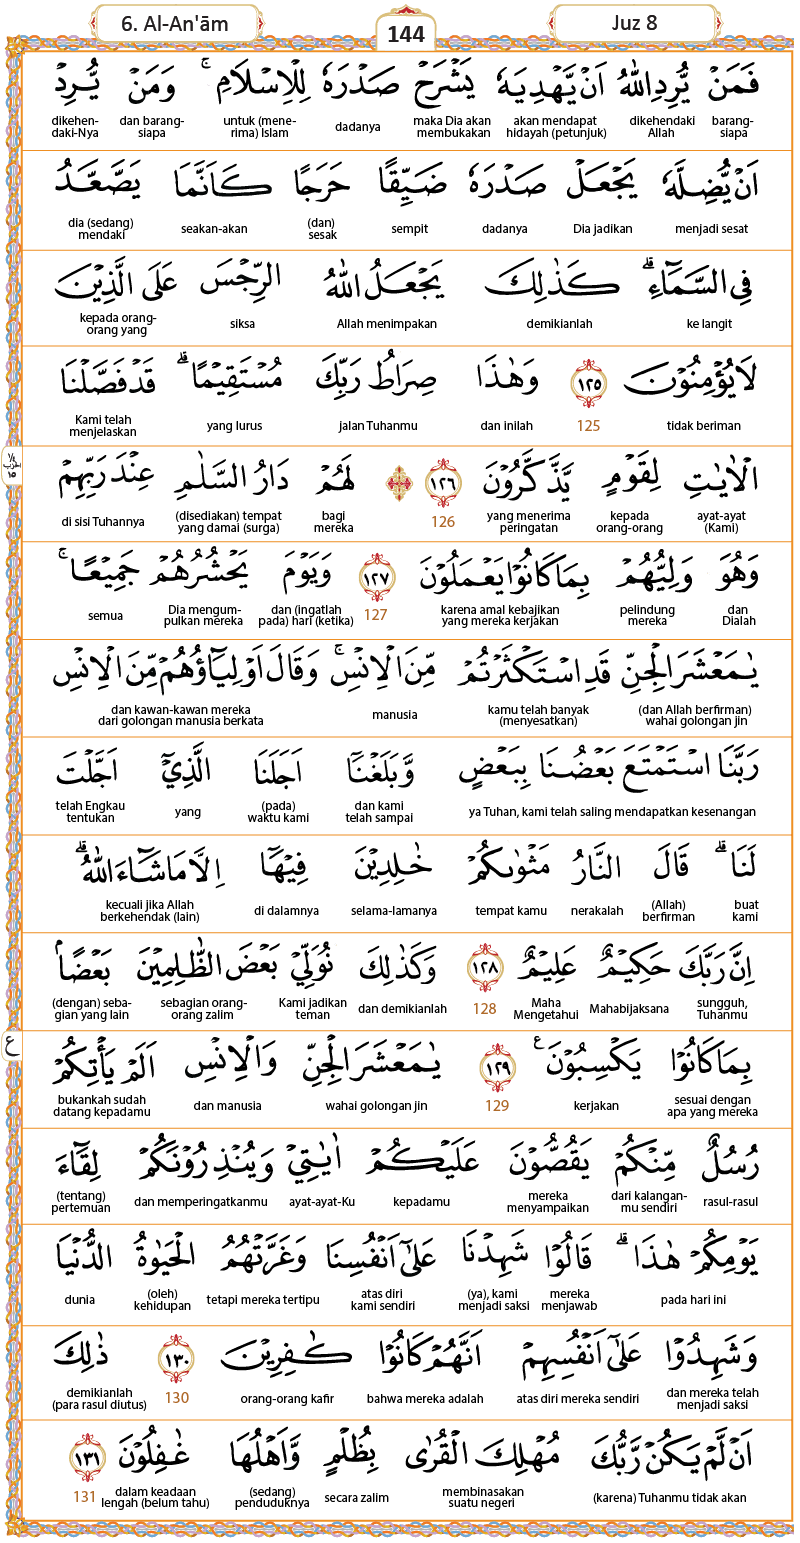 6. Al-An'ām 144 Juz 8
فَمَنْ يُّرِدِ اللّٰهُ اَنْ يَّهْدِيَهٗ يَشْرَحْ صَدْرَهٗ لِلْاِسْلَامِۚ وَمَنْ يُّرِدْ
barang-siapa dikehendaki Allah akan mendapat hidayah (petunjuk) maka Dia akan membukakan dadanya untuk (mene-rima) Islam dan barang-siapa dikehen-daki-Nya
اَنْ يُّضِلَّهٗ يَجْعَلْ صَدْرَهٗ ضَيِّقًا حَرَجًا كَاَنَّمَا يَصَّعَّدُ
menjadi sesat Dia jadikan dadanya sempit (dan) sesak seakan-akan dia (sedang) mendaki
فِى السَّمَاۤءِۗ كَذٰلِكَ يَجْعَلُ اللّٰهُ الرِّجْسَ عَلَى الَّذِيْنَ
ke langit demikianlah Allah menimpakan siksa kepada orang-orang yang
لَا يُؤْمِنُوْنَ ١٢٥ وَهٰذَا صِرَاطُ رَبِّكَ مُسْتَقِيْمًاۗ قَدْ فَصَّلْنَا
tidak beriman 125 dan inilah jalan Tuhanmu yang lurus Kami telah menjelaskan
¼ الحزب ١٥
الْاٰيٰتِ لِقَوْمٍ يَّذَّكَّرُوْنَ ١٢٦ لَهُمْ دَارُ السَّلٰمِ عِنْدَ رَبِّهِمْ
ayat-ayat (Kami) kepada orang-orang yang menerima peringatan 126 bagi mereka (disediakan) tempat yang damai (surga) di sisi Tuhannya
وَهُوَ وَلِيُّهُمْ بِمَا كَانُوْا يَعْمَلُوْنَ ١٢٧ وَيَوْمَ يَحْشُرُهُمْ جَمِيْعًاۚ
dan Dialah pelindung mereka karena amal kebajikan yang mereka kerjakan 127 dan (ingatlah pada) hari (ketika) Dia mengum-pulkan mereka semua
يٰمَعْشَرَ الْجِنِّ قَدِ اسْتَكْثَرْتُمْ مِّنَ الْاِنْسِۚ وَقَالَ اَوْلِيَاۤؤُهُمْ مِّنَ الْاِنْسِ
(dan Allah berfirman) wahai golongan jin kamu telah banyak (menyesatkan) manusia dan kawan-kawan mereka dari golongan manusia berkata
رَبَّنَا اسْتَمْتَعَ بَعْضُنَا بِبَعْضٍ وَّبَلَغْنَآ اَجَلَنَا الَّذِيْٓ اَجَّلْتَ
ya Tuhan, kami telah saling mendapatkan kesenangan dan kami telah sampai (pada) waktu kami yang telah Engkau tentukan
لَنَاۗ قَالَ النَّارُ مَثْوٰىكُمْ خٰلِدِيْنَ فِيْهَآ اِلَّا مَا شَاۤءَ اللّٰهُۗ
buat kami (Allah) berfirman nerakalah tempat kamu selama-lamanya di dalamnya kecuali jika Allah berkehendak (lain)
اِنَّ رَبَّكَ حَكِيْمٌ عَلِيْمٌ ١٢٨ وَكَذٰلِكَ نُوَلِّيْ بَعْضَ الظّٰلِمِيْنَ بَعْضًاۢ
sungguh, Tuhanmu Mahabijaksana Maha Mengetahui 128 dan demikianlah Kami jadikan teman sebagian orang-orang zalim (dengan) seba-gian yang lain
ع
بِمَا كَانُوْا يَكْسِبُوْنَ ࣖ ١٢٩ يٰمَعْشَرَ الْجِنِّ وَالْاِنْسِ اَلَمْ يَأْتِكُمْ
sesuai dengan apa yang mereka kerjakan 129 wahai golongan jin dan manusia bukankah sudah datang kepadamu
رُسُلٌ مِّنْكُمْ يَقُصُّوْنَ عَلَيْكُمْ اٰيٰتِيْ وَيُنْذِرُوْنَكُمْ لِقَاۤءَ
rasul-rasul dari kalangan-mu sendiri mereka menyampaikan kepadamu ayat-ayat-Ku dan memperingatkanmu (tentang) pertemuan
يَوْمِكُمْ هٰذَاۗ قَالُوْا شَهِدْنَا عَلٰٓى اَنْفُسِنَا وَغَرَّتْهُمُ الْحَيٰوةُ الدُّنْيَا
pada hari ini mereka menjawab (ya), kami menjadi saksi atas diri kami sendiri tetapi mereka tertipu (oleh) kehidupan dunia
وَشَهِدُوْا عَلٰٓى اَنْفُسِهِمْ اَنَّهُمْ كَانُوْا كٰفِرِيْنَ ١٣٠ ذٰلِكَ
dan mereka telah menjadi saksi atas diri mereka sendiri bahwa mereka adalah orang-orang kafir 130 demikianlah (para rasul diutus)
اَنْ لَّمْ يَكُنْ رَّبُّكَ مُهْلِكَ الْقُرٰى بِظُلْمٍ وَّاَهْلُهَا غٰفِلُوْنَ ١٣١
(karena) Tuhanmu tidak akan membinasakan suatu negeri secara zalim (sedang) penduduknya dalam keadaan lengah (belum tahu) 131